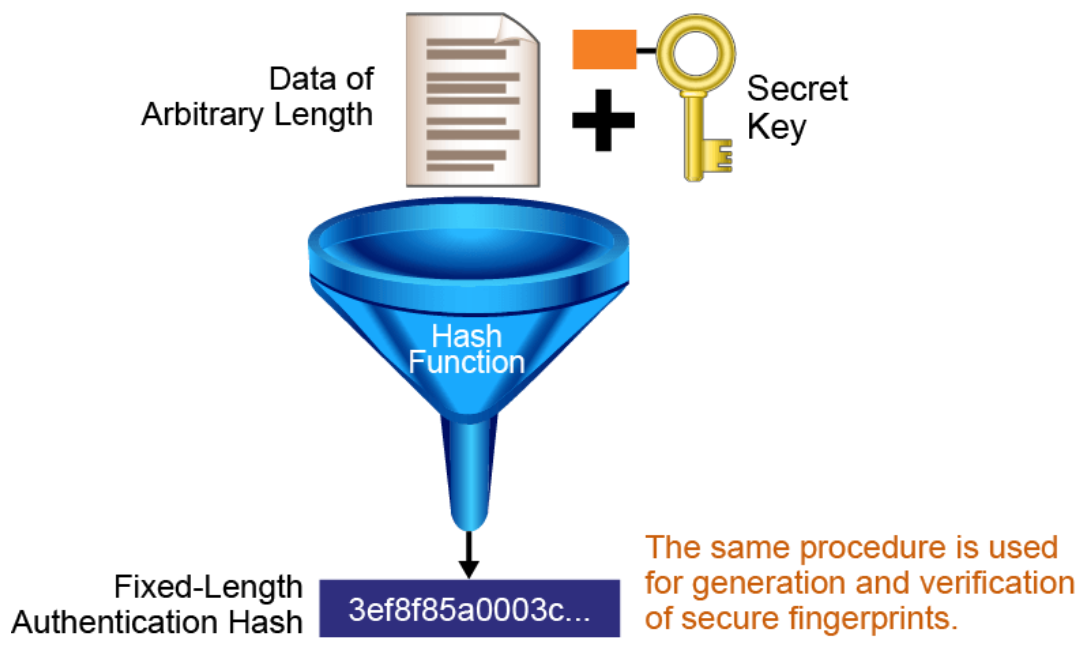 Data of
Arbitrary Length
Secret
Key
Hash
Function
Fixed-Length
Authentication Hash
3ef8f85a0003c...
The same procedure is used
for generation and verification
of secure fingerprints.